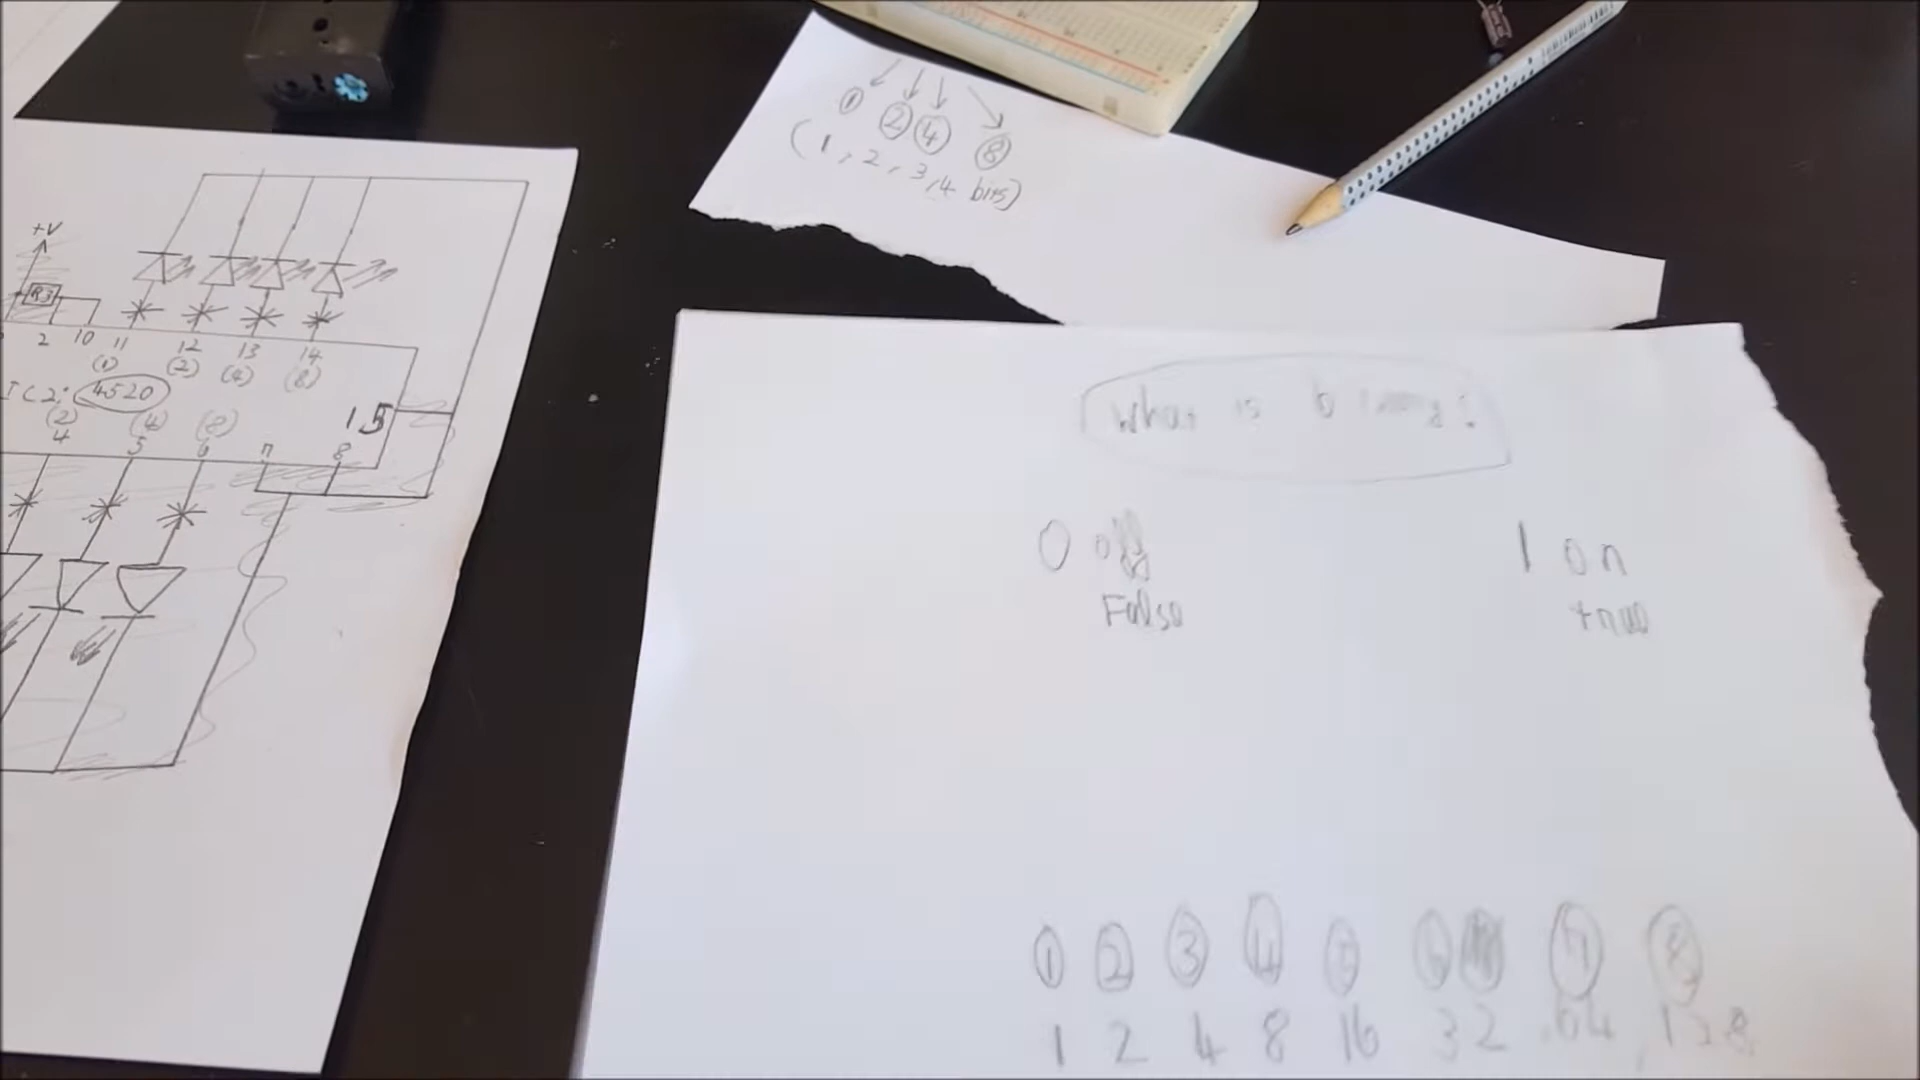 +V
R3
2 10 11 12 13 14
(1) (2) (4) (8)
IC2: 4520
15
(2) (4) (8)
4 5 6 7 8
1 2 4 8
(1, 2, 3, 4 bits)
What is binary?
0 off 1 on
False true
1 2 3 4 5 6 7 8
1 2 4 8 16 32 64 128